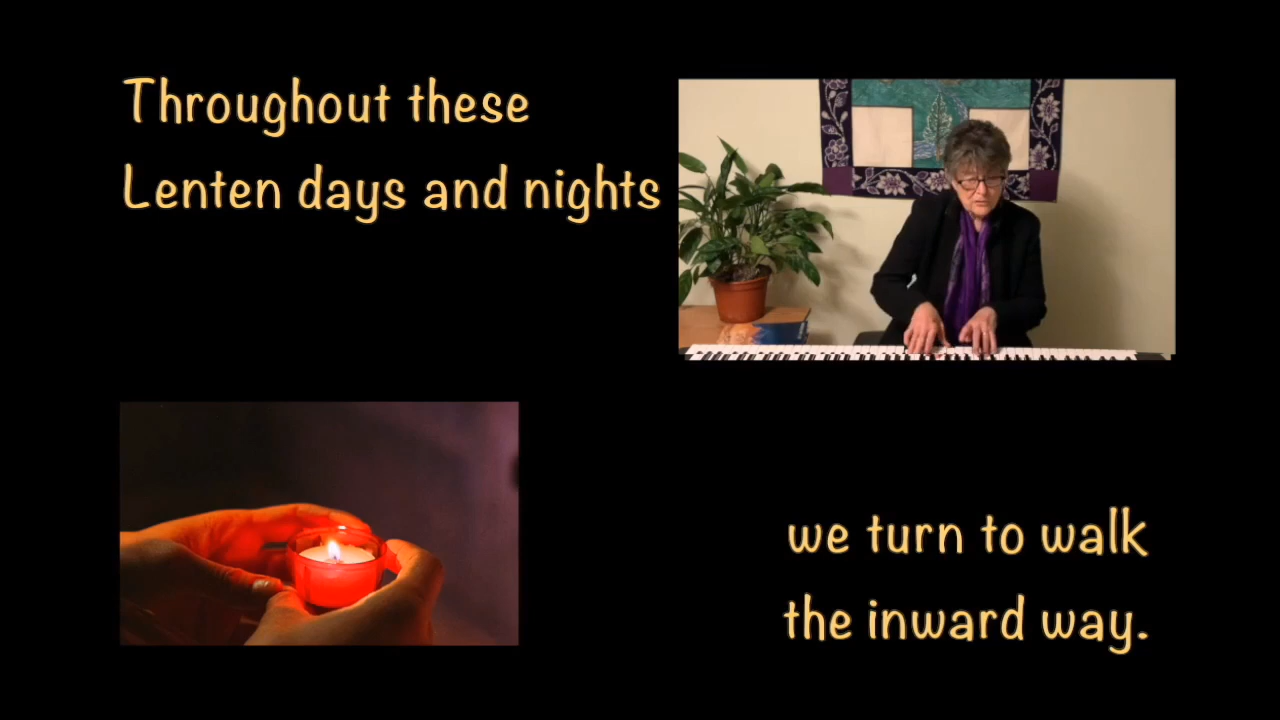 Throughout these
Lenten days and nights
we turn to walk
the inward way.